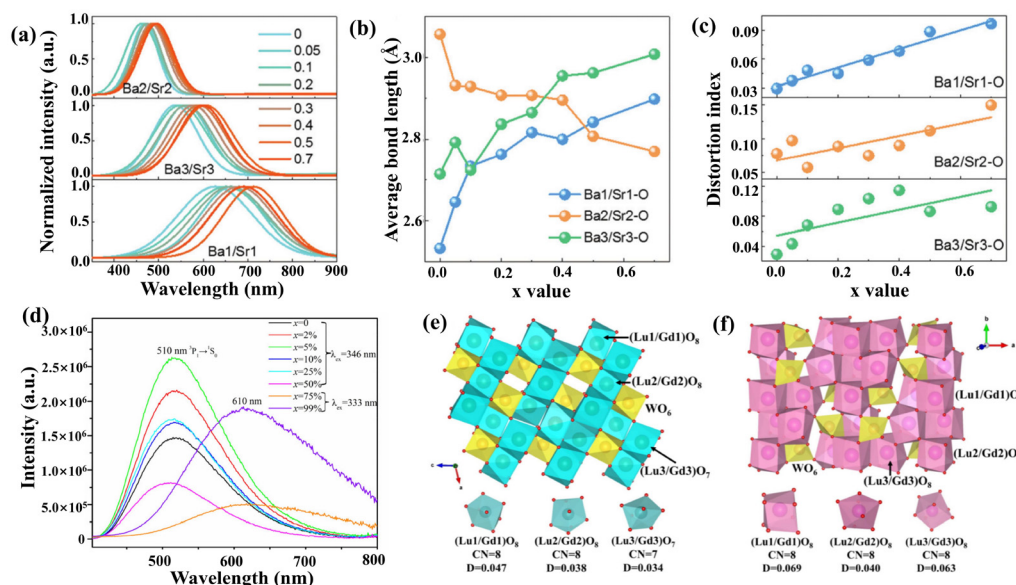 (a)
Normalized intensity (a.u.)
1.0
0.5
0.0
Ba2/Sr2
0
0.05
0.1
0.2
1.0
0.5
0.0
Ba3/Sr3
0.3
0.4
0.5
0.7
1.0
0.5
0.0
Ba1/Sr1
400 500 600 700 800 900
Wavelength (nm)
(b)
Average bond length (Å)
3.0
2.8
2.6
Ba1/Sr1-O
Ba2/Sr2-O
Ba3/Sr3-O
0.0 0.2 0.4 0.6
x value
(c)
Distortion index
0.09
0.06
0.03
Ba1/Sr1-O
0.15
0.10
0.05
Ba2/Sr2-O
0.12
0.08
0.04
Ba3/Sr3-O
0.0 0.2 0.4 0.6
x value
(d)
Intensity (a.u.)
3.0×10⁶
2.5×10⁶
2.0×10⁶
1.5×10⁶
1.0×10⁶
5.0×10⁵
0
510 nm ³P₁→¹S₀
610 nm
x=0
x=2%
x=5%
x=10%
x=25%
x=50%
x=75%
x=99%
λex=346 nm
λex=333 nm
500 600 700 800
Wavelength (nm)
(e)
(Lu1/Gd1)O₈
(Lu2/Gd2)O₈
WO₆
(Lu3/Gd3)O₇
c
a
(Lu1/Gd1)O₈ (Lu2/Gd2)O₈ (Lu3/Gd3)O₇
CN=8 CN=8 CN=7
D=0.047 D=0.038 D=0.034
(f)
b
c
a
(Lu1/Gd1)O
(Lu2/Gd2)O
WO₆
(Lu3/Gd3)O₈
(Lu1/Gd1)O₈ (Lu2/Gd2)O₈ (Lu3/Gd3)O₈
CN=8 CN=8 CN=8
D=0.069 D=0.040 D=0.063